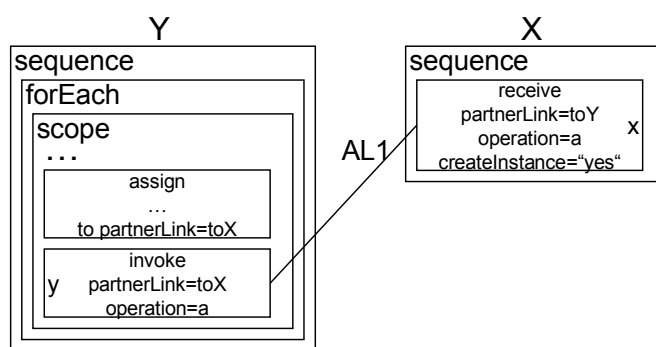 Y
sequence
forEach
scope
...
assign
...
to partnerLink=toX
invoke
y
partnerLink=toX
operation=a
AL1
X
sequence
receive
partnerLink=toY
x
operation=a
createInstance=“yes“